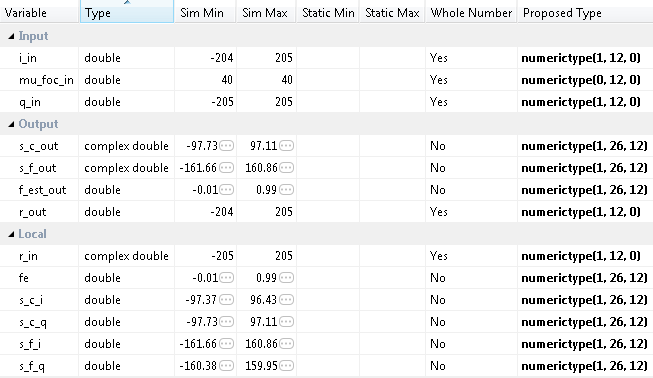 Variable Type Sim Min Sim Max Static Min Static Max Whole Number Proposed Type
Input
i_in double -204 205 Yes numerictype(1, 12, 0)
mu_foc_in double 40 40 Yes numerictype(0, 12, 0)
q_in double -205 205 Yes numerictype(1, 12, 0)
Output
s_c_out complex double -97.73 97.11 No numerictype(1, 26, 12)
s_f_out complex double -161.66 160.86 No numerictype(1, 26, 12)
f_est_out double -0.01 0.99 No numerictype(1, 26, 12)
r_out double -204 205 Yes numerictype(1, 12, 0)
Local
r_in complex double -205 205 Yes numerictype(1, 12, 0)
fe double -0.01 0.99 No numerictype(1, 26, 12)
s_c_i double -97.37 96.43 No numerictype(1, 26, 12)
s_c_q double -97.73 97.11 No numerictype(1, 26, 12)
s_f_i double -161.66 160.86 No numerictype(1, 26, 12)
s_f_q double -160.38 159.95 No numerictype(1, 26, 12)